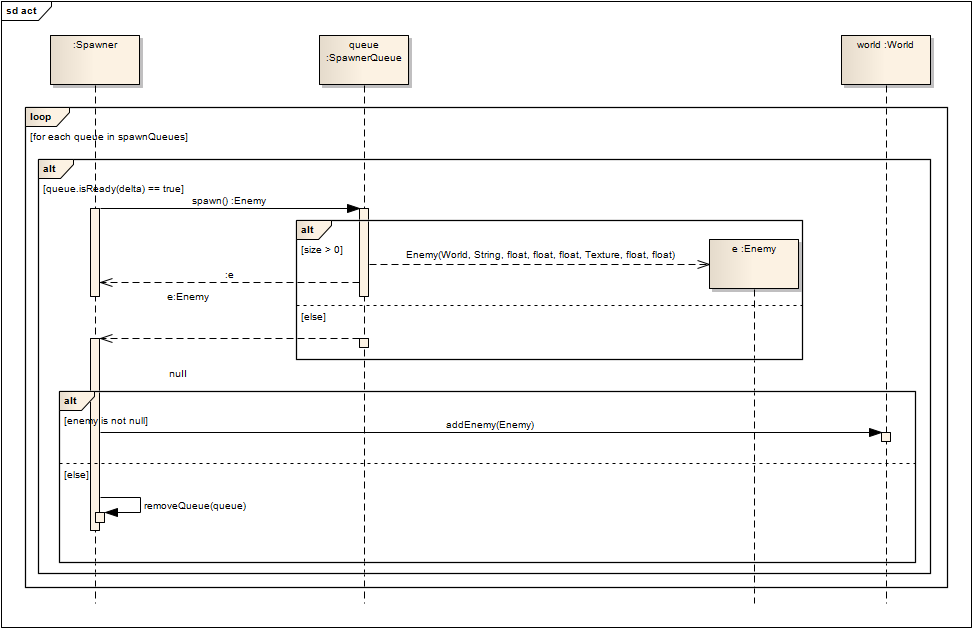 sd act
:Spawner
queue
:SpawnerQueue
world :World
loop
[for each queue in spawnQueues]
alt
[queue.isReady(delta) == true]
spawn() :Enemy
alt
[size > 0]
Enemy(World, String, float, float, float, Texture, float, float)
e :Enemy
:e
e:Enemy
[else]
null
alt
[enemy is not null]
addEnemy(Enemy)
[else]
removeQueue(queue)